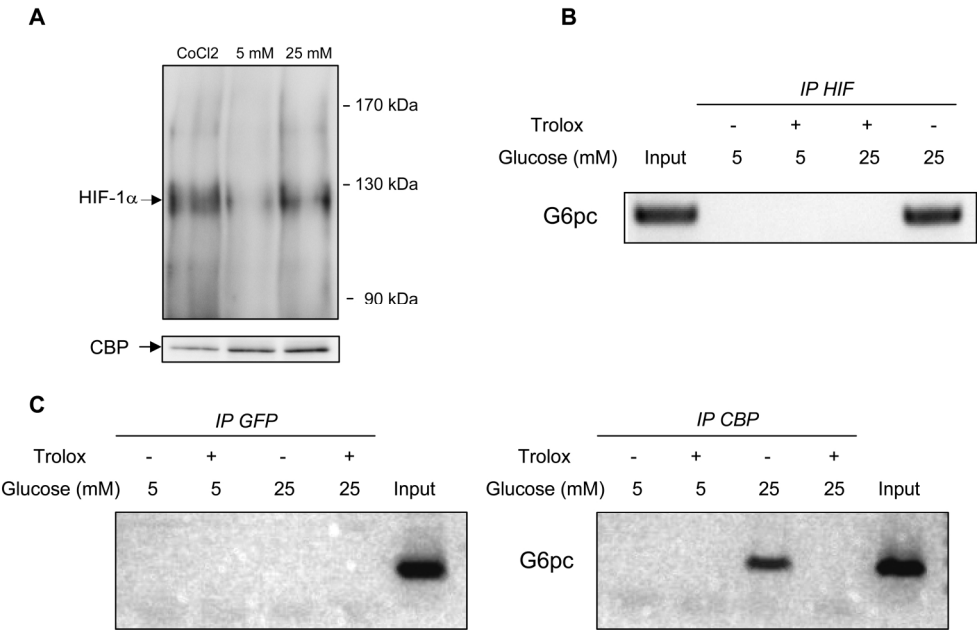 A
CoCl2 5 mM 25 mM
– 170 kDa
HIF-1α
– 130 kDa
– 90 kDa
CBP
B
IP HIF
Trolox - + + -
Glucose (mM) Input 5 5 25 25
G6pc
C
IP GFP
Trolox - + - +
Glucose (mM) 5 5 25 25 Input
IP CBP
Trolox - + - +
Glucose (mM) 5 5 25 25 Input
G6pc